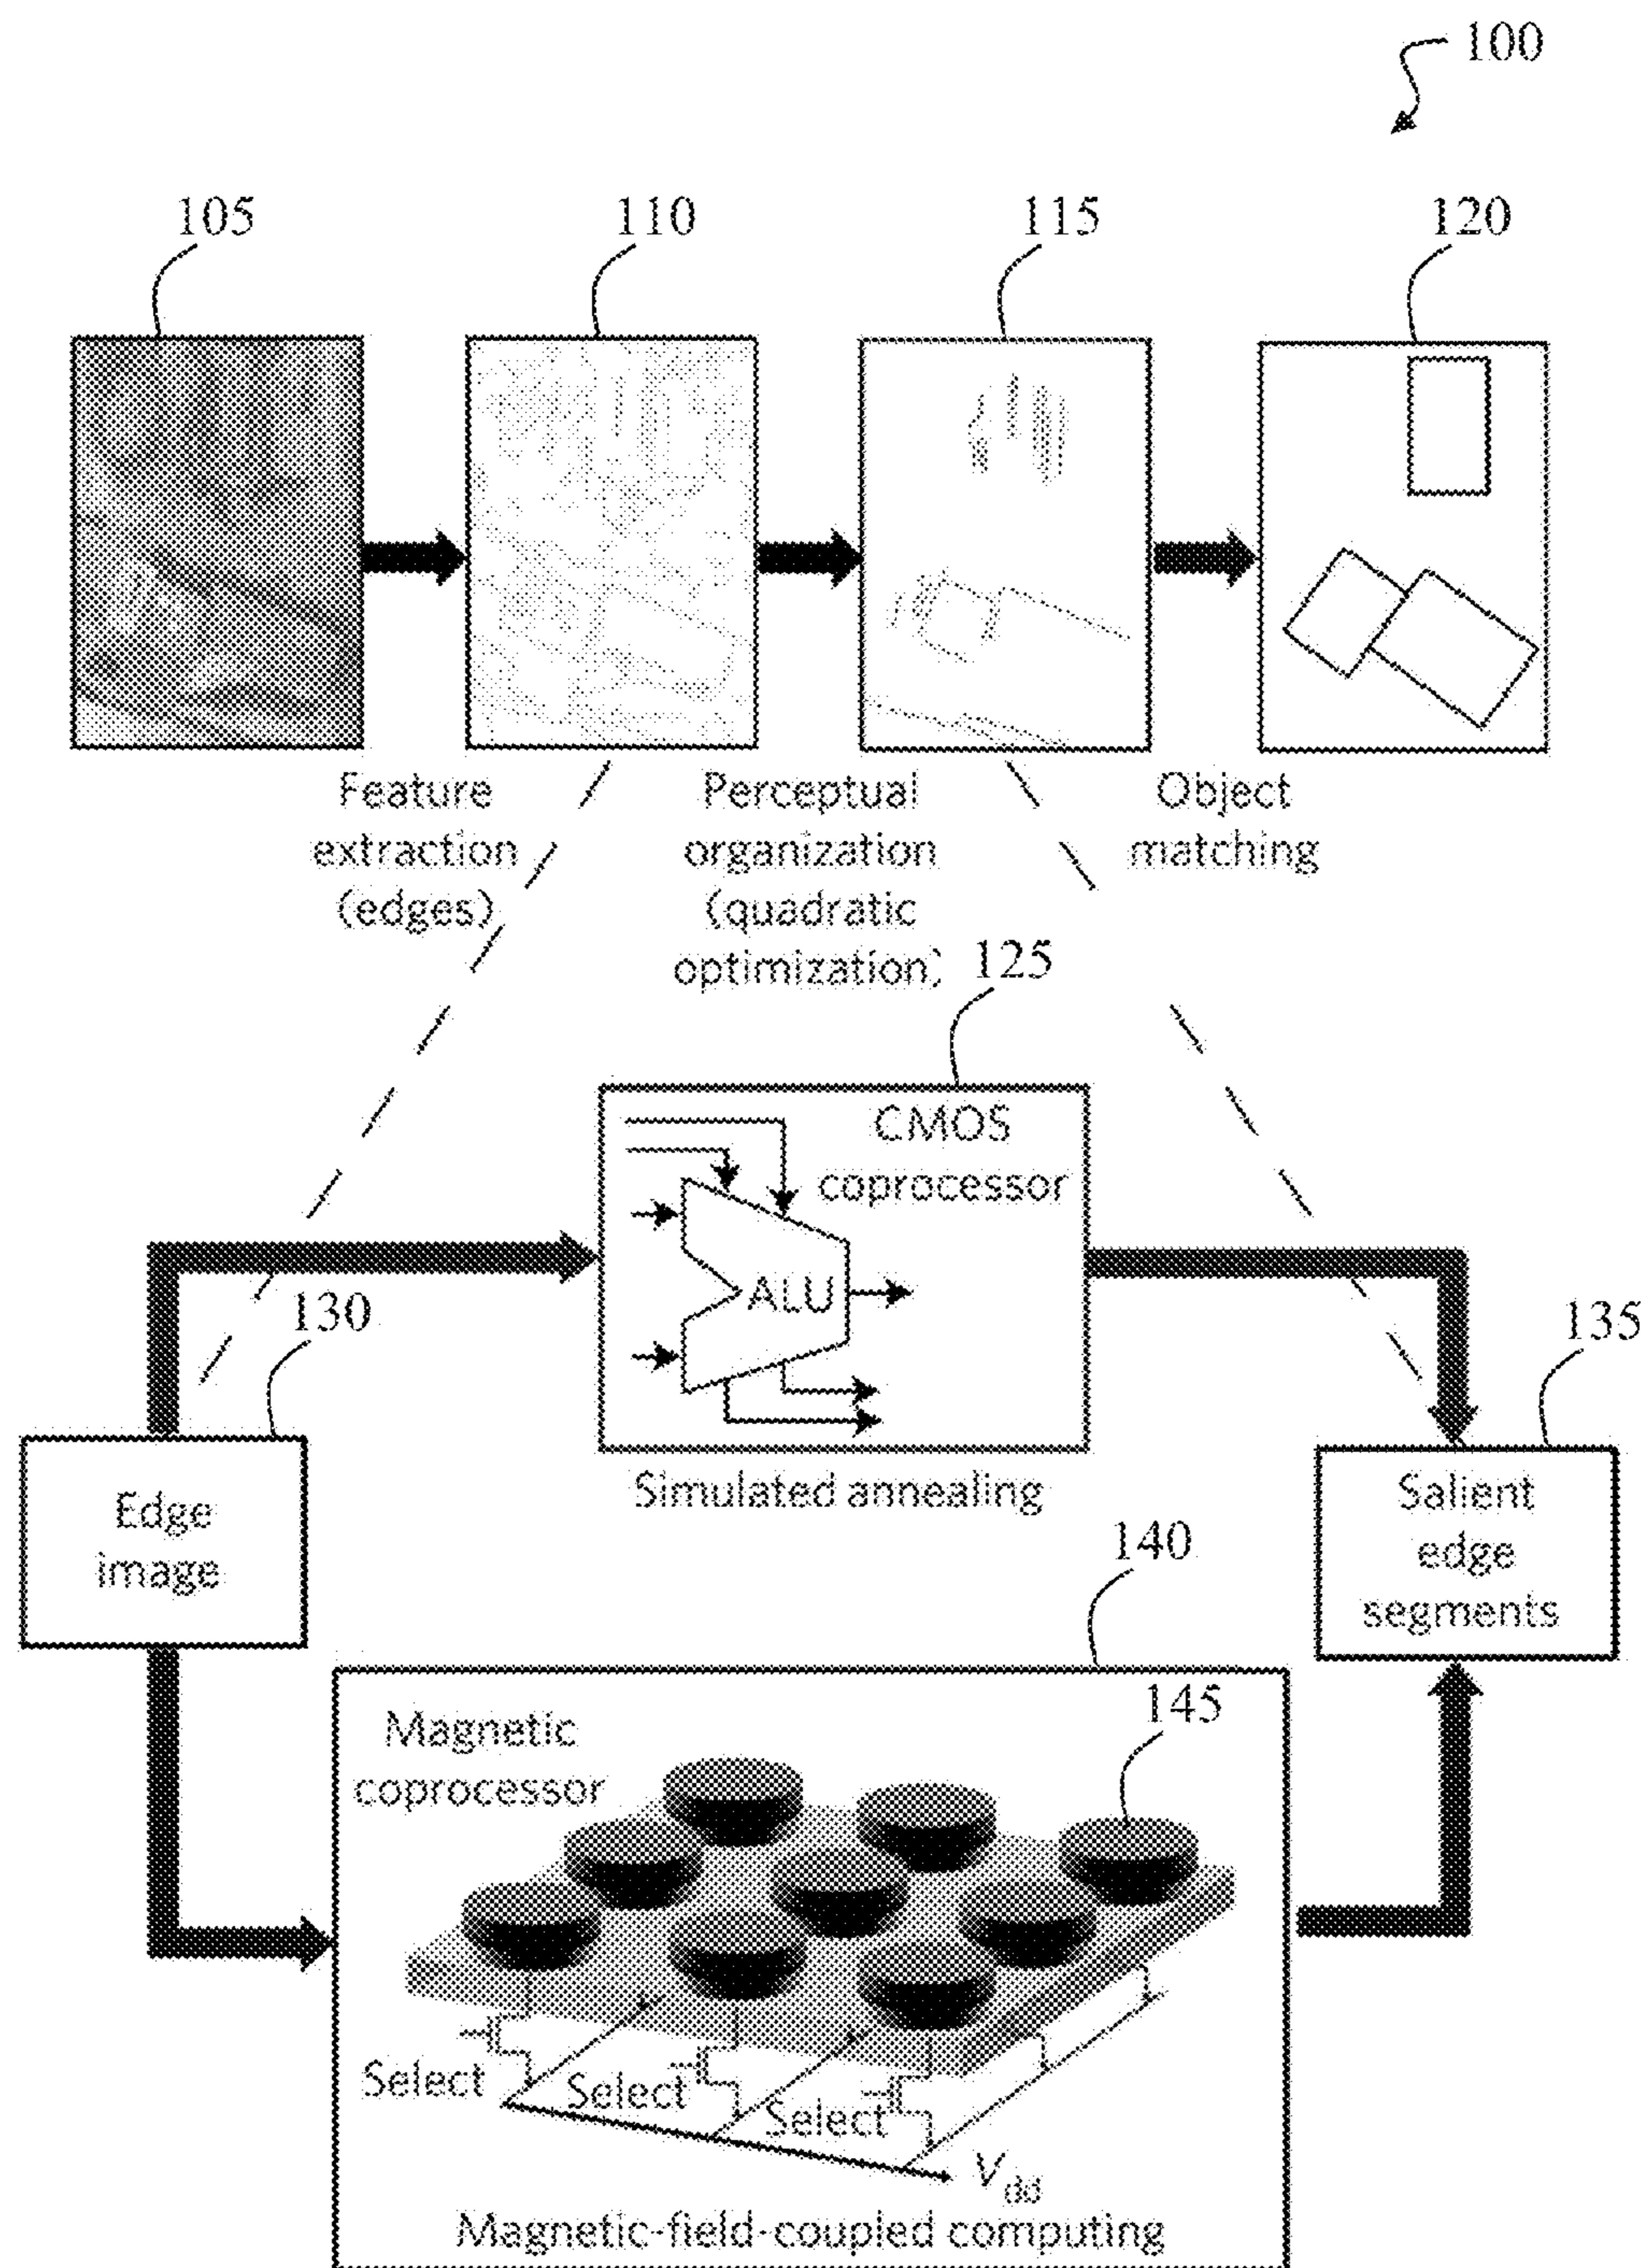 100
105
110
115
120
Feature
extraction
(edges)
Perceptual
organization
(quadratic
optimization)
Object
matching
125
CMOS
coprocessor
ALU
Simulated annealing
130
Edge
image
135
Salient
edge
segments
140
Magnetic
coprocessor
145
Select
Select
Select
Vdd
Magnetic-field-coupled computing